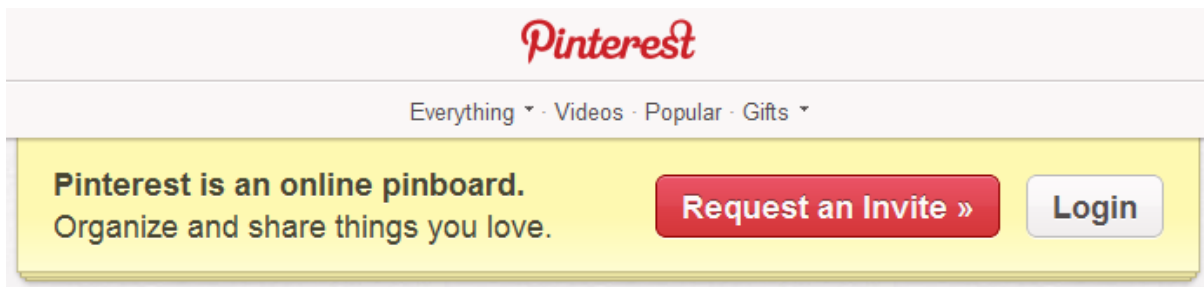 Pinterest
Everything · Videos · Popular · Gifts
Pinterest is an online pinboard.
Organize and share things you love.
Request an Invite »
Login